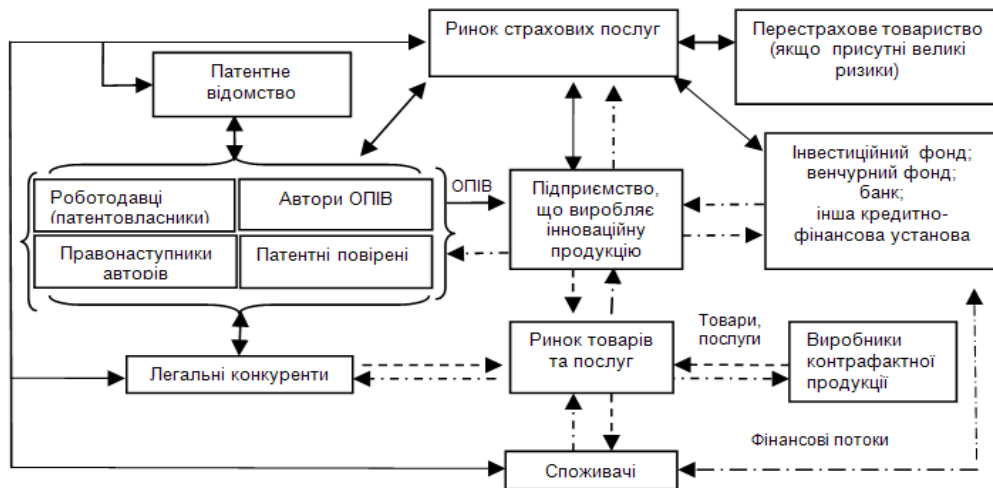 Ринок страхових послуг
Перестрахове товариство
(якщо присутні великі
ризики)
Патентне
відомство
Інвестиційний фонд;
венчурний фонд;
банк;
інша кредитно-
фінансова установа
Роботодавці
(патентовласники)
Автори ОПІВ
Правонаступники
авторів
Патентні повірені
ОПІВ
Підприємство,
що виробляє
інноваційну
продукцію
Ринок товарів
та послуг
Товари,
послуги
Виробники
контрафактної
продукції
Легальні конкуренти
Фінансові потоки
Споживачі